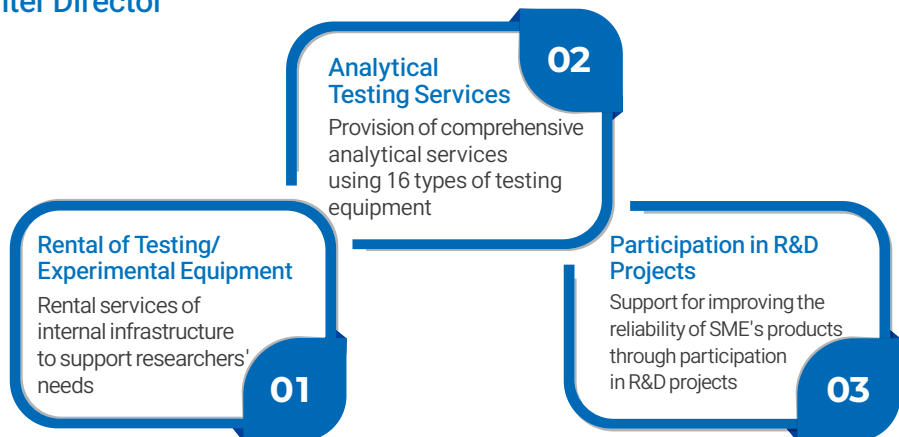 Director
Rental of Testing/
Experimental Equipment
Rental services of
internal infrastructure
to support researchers'
needs
01
02
Analytical
Testing Services
Provision of comprehensive
analytical services
using 16 types of testing
equipment
Participation in R&D
Projects
Support for improving the
reliability of SME's products
through participation
in R&D projects
03